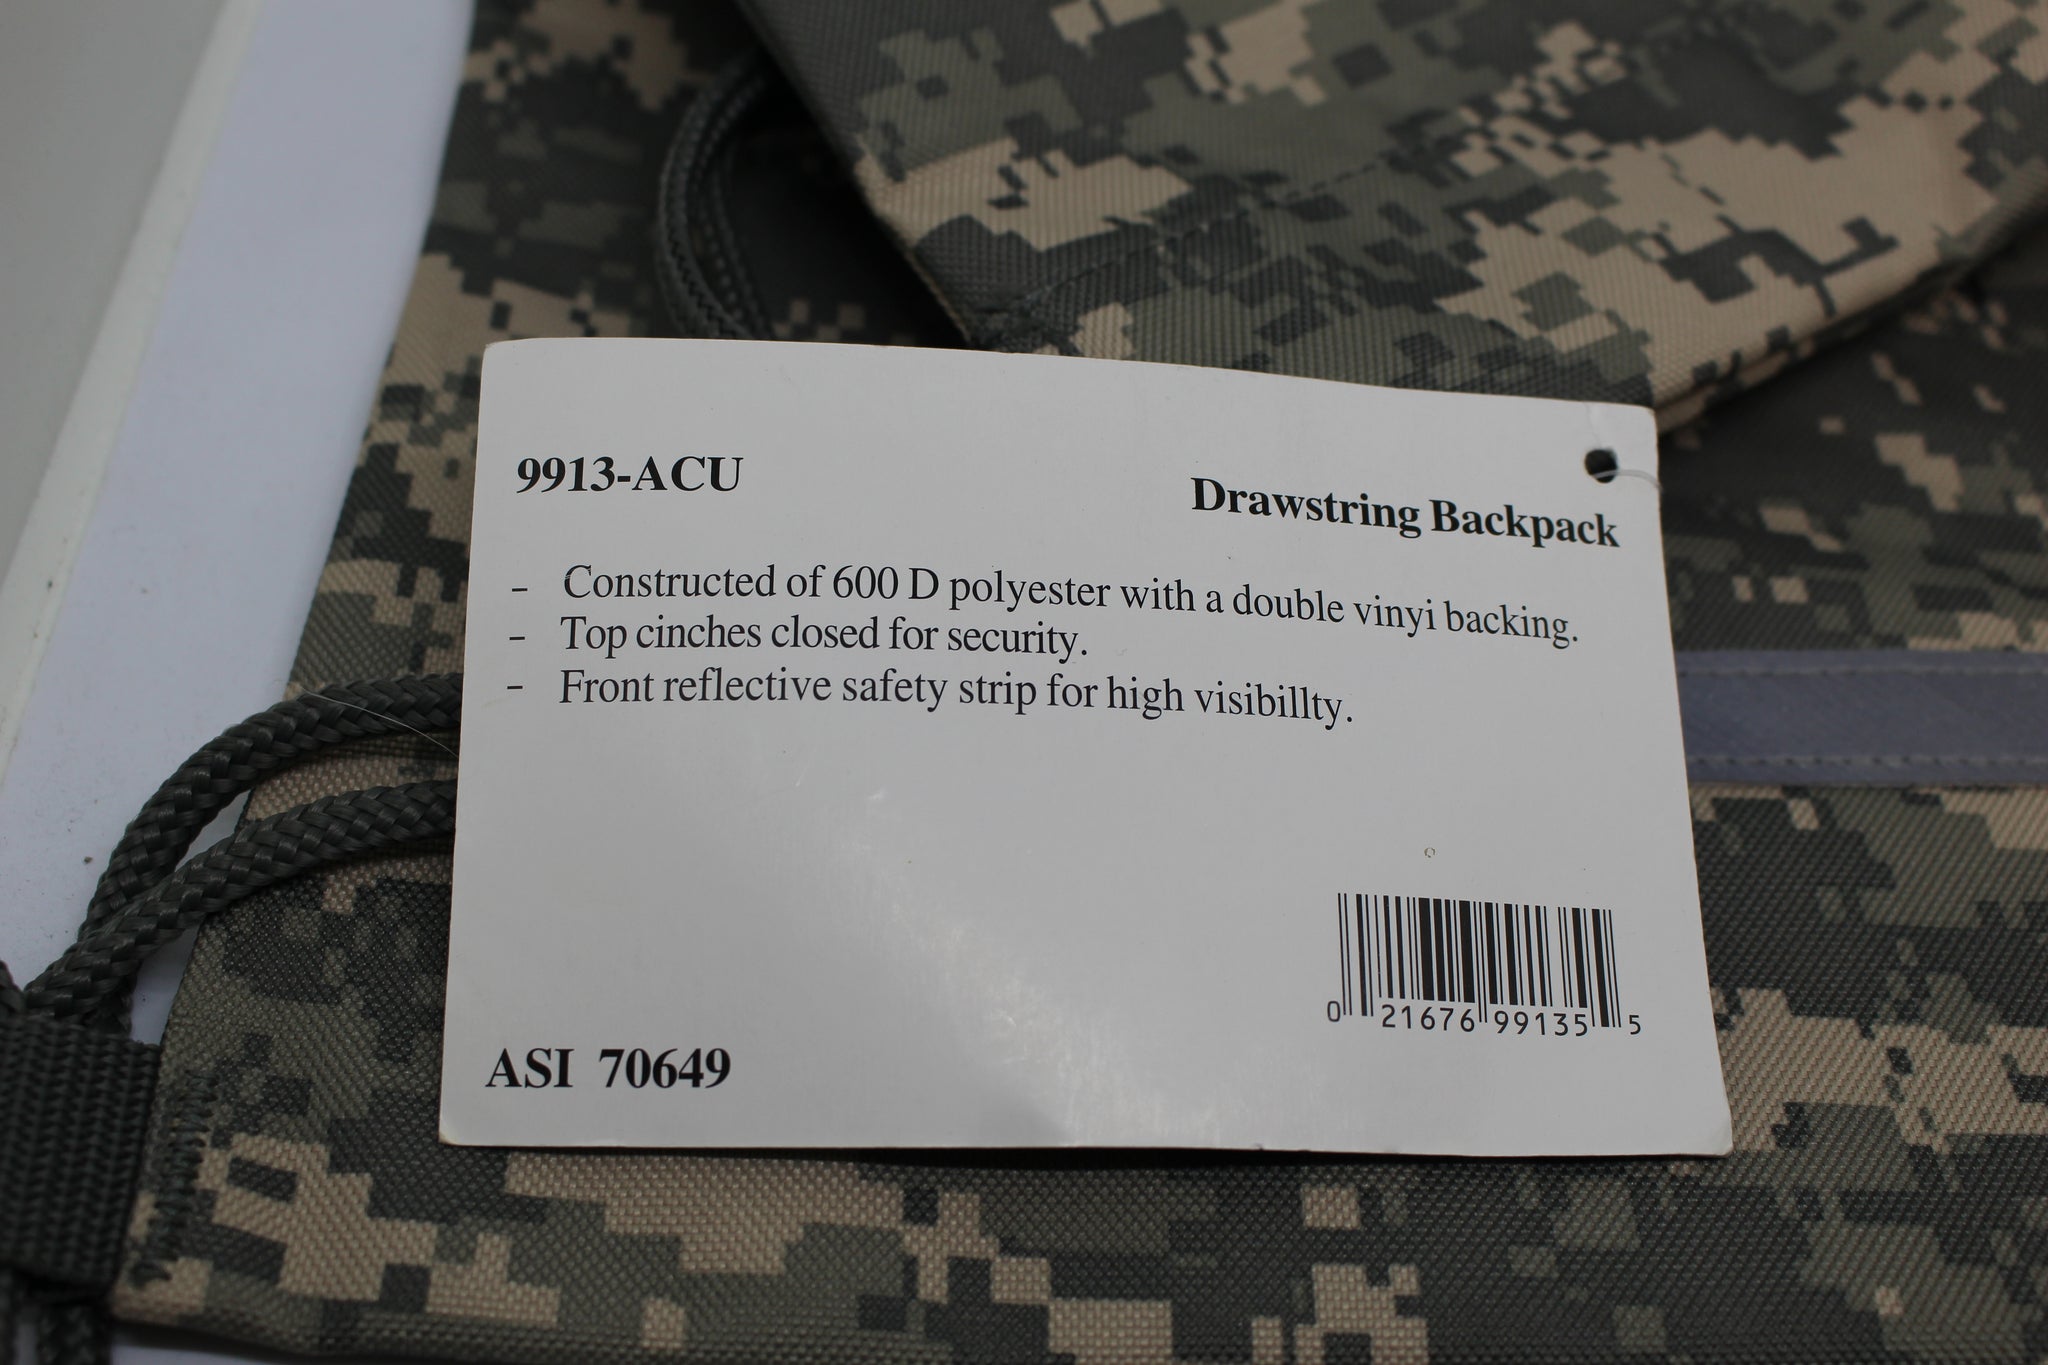 9913-ACU
Drawstring Backpack
- Constructed of 600 D polyester with a double vinyi backing.
- Top cinches closed for security.
- Front reflective safety strip for high visibillty.
0 21676 99135 5
ASI 70649